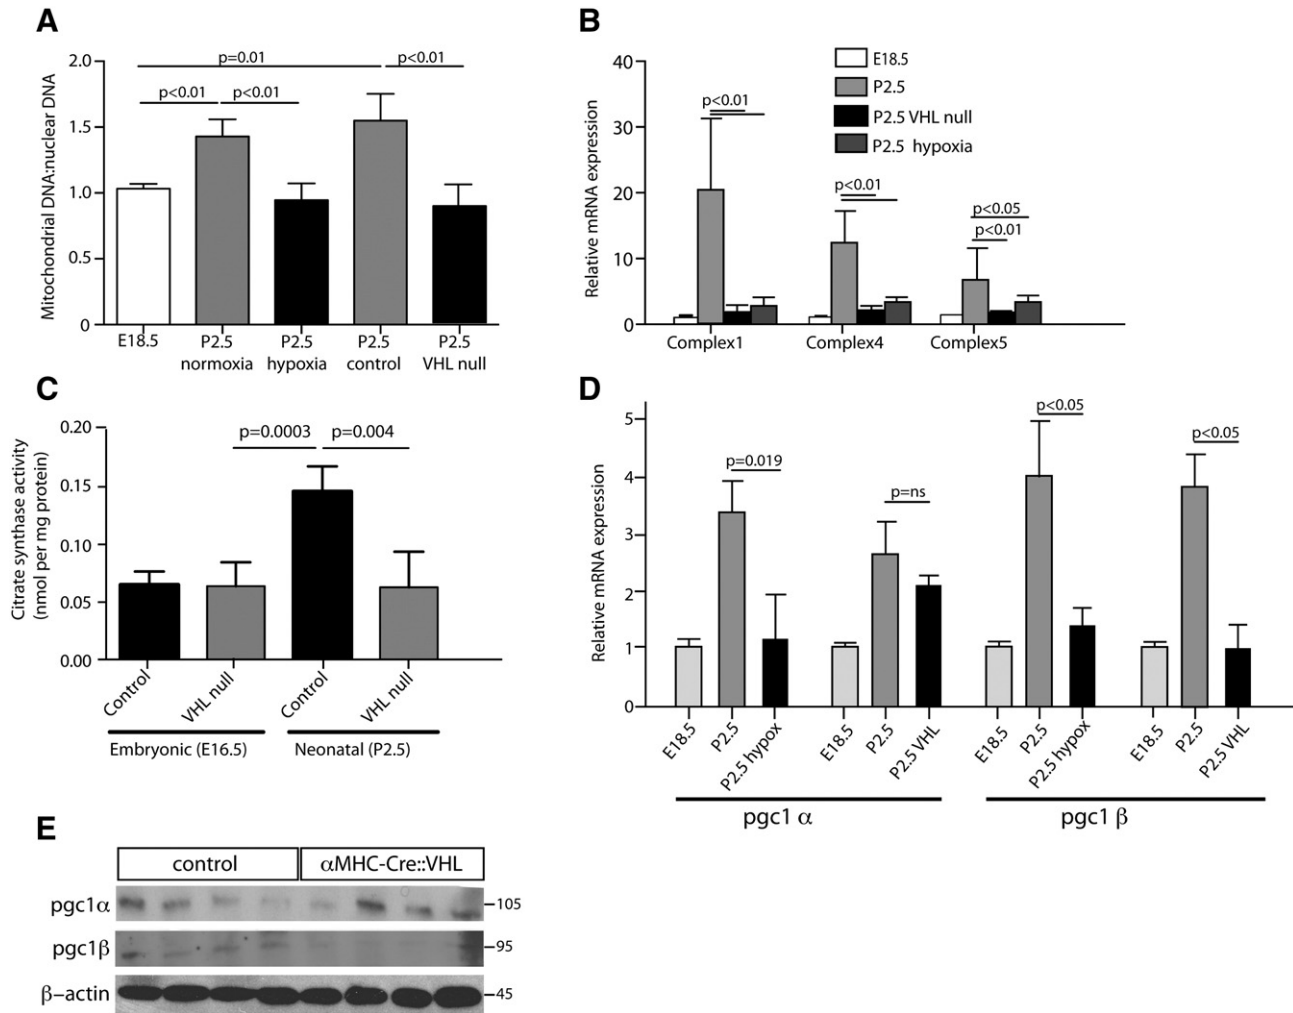 A
Mitochondrial DNA:nuclear DNA
2.0
1.5
1.0
0.5
0
p=0.01
p<0.01
p<0.01
p<0.01
E18.5
P2.5
normoxia
P2.5
hypoxia
P2.5
control
P2.5
VHL null
B
Relative mRNA expression
40
30
20
10
0
E18.5
P2.5
P2.5 VHL null
P2.5 hypoxia
p<0.01
p<0.01
p<0.05
p<0.01
Complex1
Complex4
Complex5
C
Citrate synthase activity
(nmol per mg protein)
0.20
0.15
0.10
0.05
0.00
p=0.0003
p=0.004
Control
VHL null
Control
VHL null
Embryonic (E16.5)
Neonatal (P2.5)
D
Relative mRNA expression
5
4
3
2
1
0
p=0.019
p=ns
p<0.05
p<0.05
E18.5
P2.5
P2.5 hypox
E18.5
P2.5
P2.5 VHL
E18.5
P2.5
P2.5 hypox
E18.5
P2.5
P2.5 VHL
pgc1 α
pgc1 β
E
control
αMHC-Cre::VHL
pgc1α
105
pgc1β
95
β-actin
45